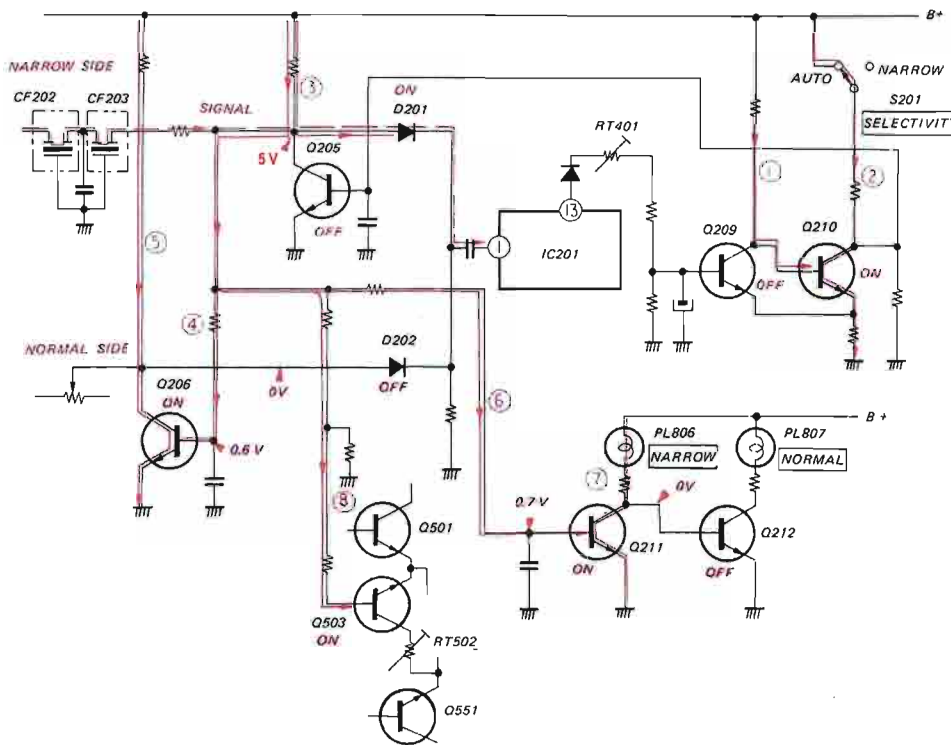 B+
NARROW SIDE
CF202
CF203
SIGNAL
③
ON
D201
AUTO
NARROW
S201
SELECTIVITY
5V
Q205
OFF
RT401
13
1
IC201
①
②
Q209
OFF
Q210
ON
⑤
④
NORMAL SIDE
0V
D202
OFF
Q206
ON
0.6 V
⑥
B+
PL806
NARROW
PL807
NORMAL
⑧
⑦
0V
0.7 V
Q501
Q211
ON
Q212
OFF
Q503
ON
RT502
Q551